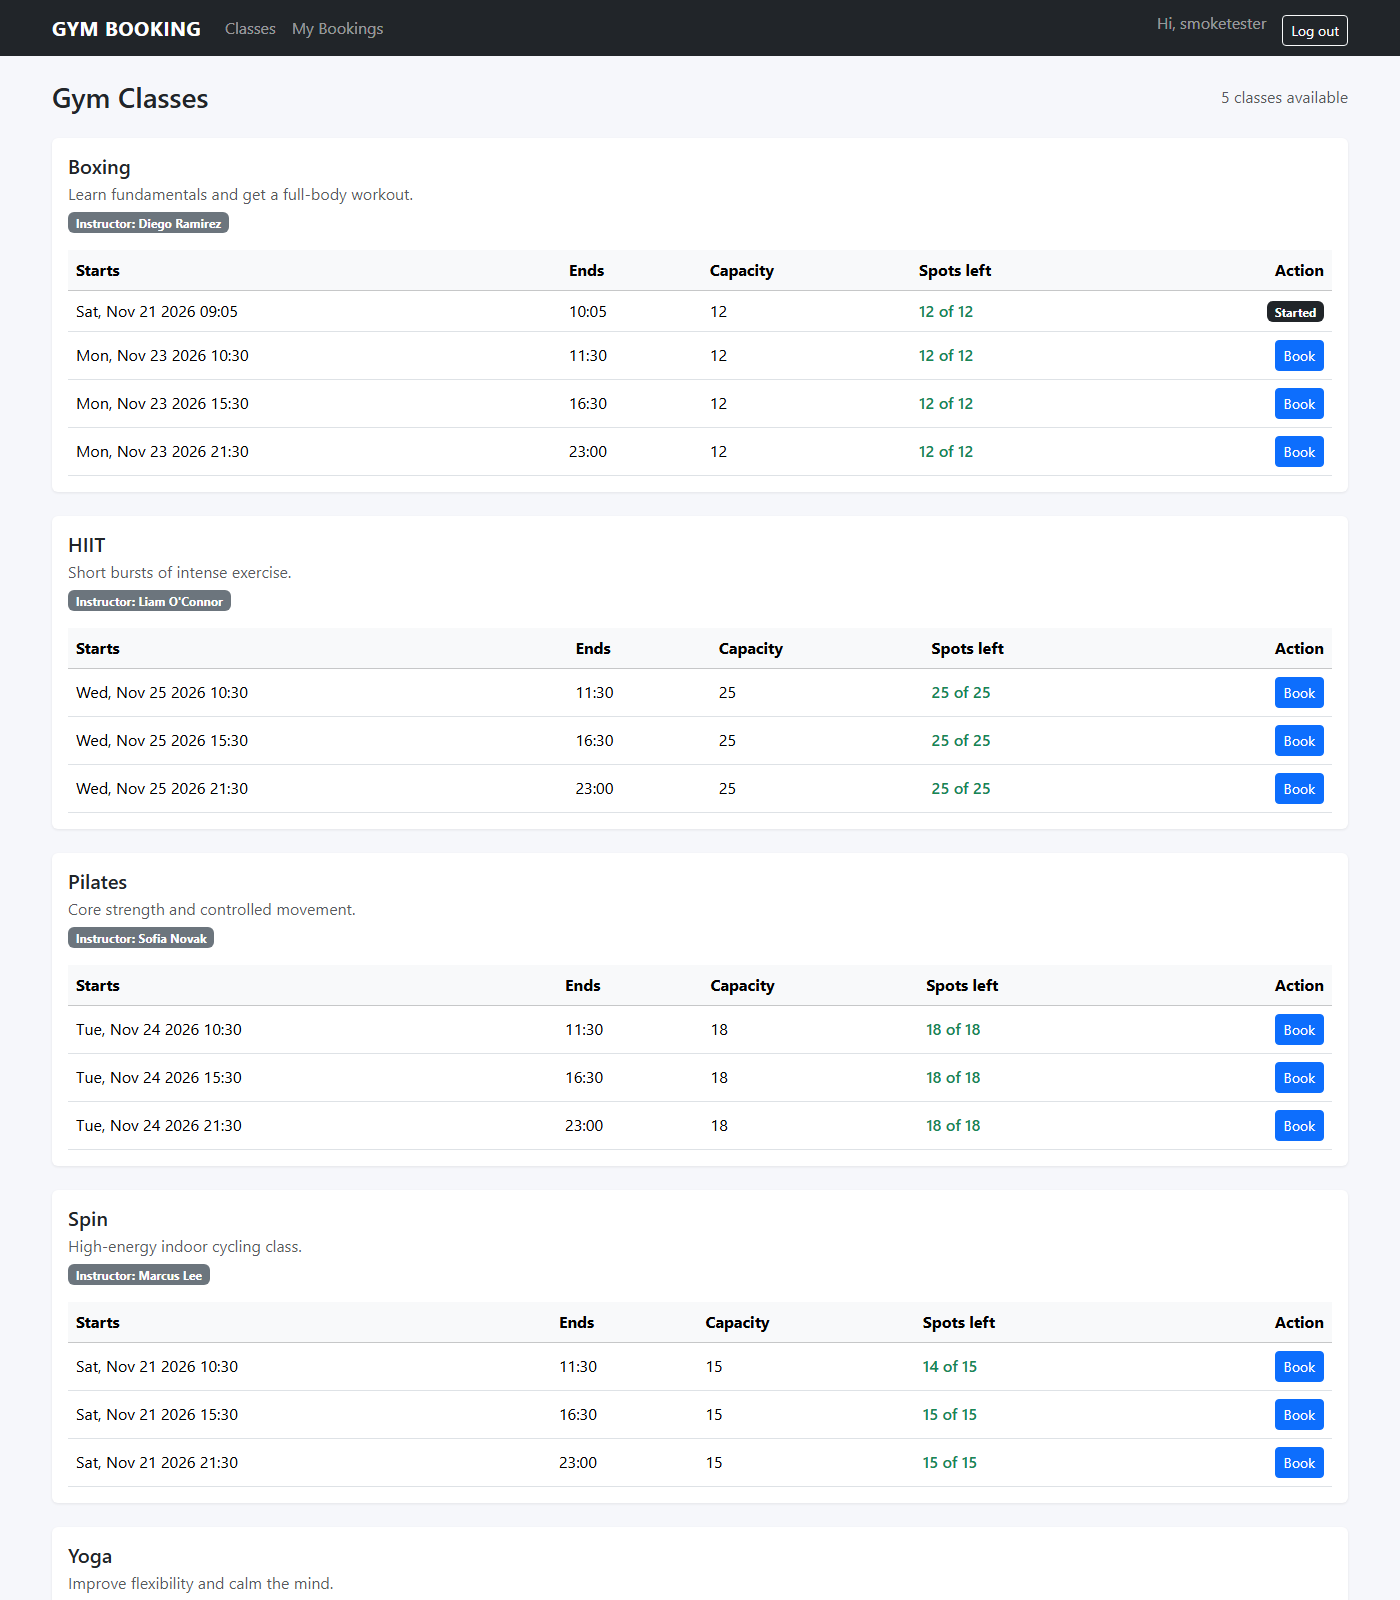 GYM BOOKING Classes My Bookings Hi, smoketester Log out
Gym Classes 5 classes available
Boxing
Learn fundamentals and get a full-body workout.
Instructor: Diego Ramirez
Starts Ends Capacity Spots left Action
Sat, Nov 21 2026 09:05 10:05 12 12 of 12 Started
Mon, Nov 23 2026 10:30 11:30 12 12 of 12 Book
Mon, Nov 23 2026 15:30 16:30 12 12 of 12 Book
Mon, Nov 23 2026 21:30 23:00 12 12 of 12 Book
HIIT
Short bursts of intense exercise.
Instructor: Liam O'Connor
Starts Ends Capacity Spots left Action
Wed, Nov 25 2026 10:30 11:30 25 25 of 25 Book
Wed, Nov 25 2026 15:30 16:30 25 25 of 25 Book
Wed, Nov 25 2026 21:30 23:00 25 25 of 25 Book
Pilates
Core strength and controlled movement.
Instructor: Sofia Novak
Starts Ends Capacity Spots left Action
Tue, Nov 24 2026 10:30 11:30 18 18 of 18 Book
Tue, Nov 24 2026 15:30 16:30 18 18 of 18 Book
Tue, Nov 24 2026 21:30 23:00 18 18 of 18 Book
Spin
High-energy indoor cycling class.
Instructor: Marcus Lee
Starts Ends Capacity Spots left Action
Sat, Nov 21 2026 10:30 11:30 15 14 of 15 Book
Sat, Nov 21 2026 15:30 16:30 15 15 of 15 Book
Sat, Nov 21 2026 21:30 23:00 15 15 of 15 Book
Yoga
Improve flexibility and calm the mind.